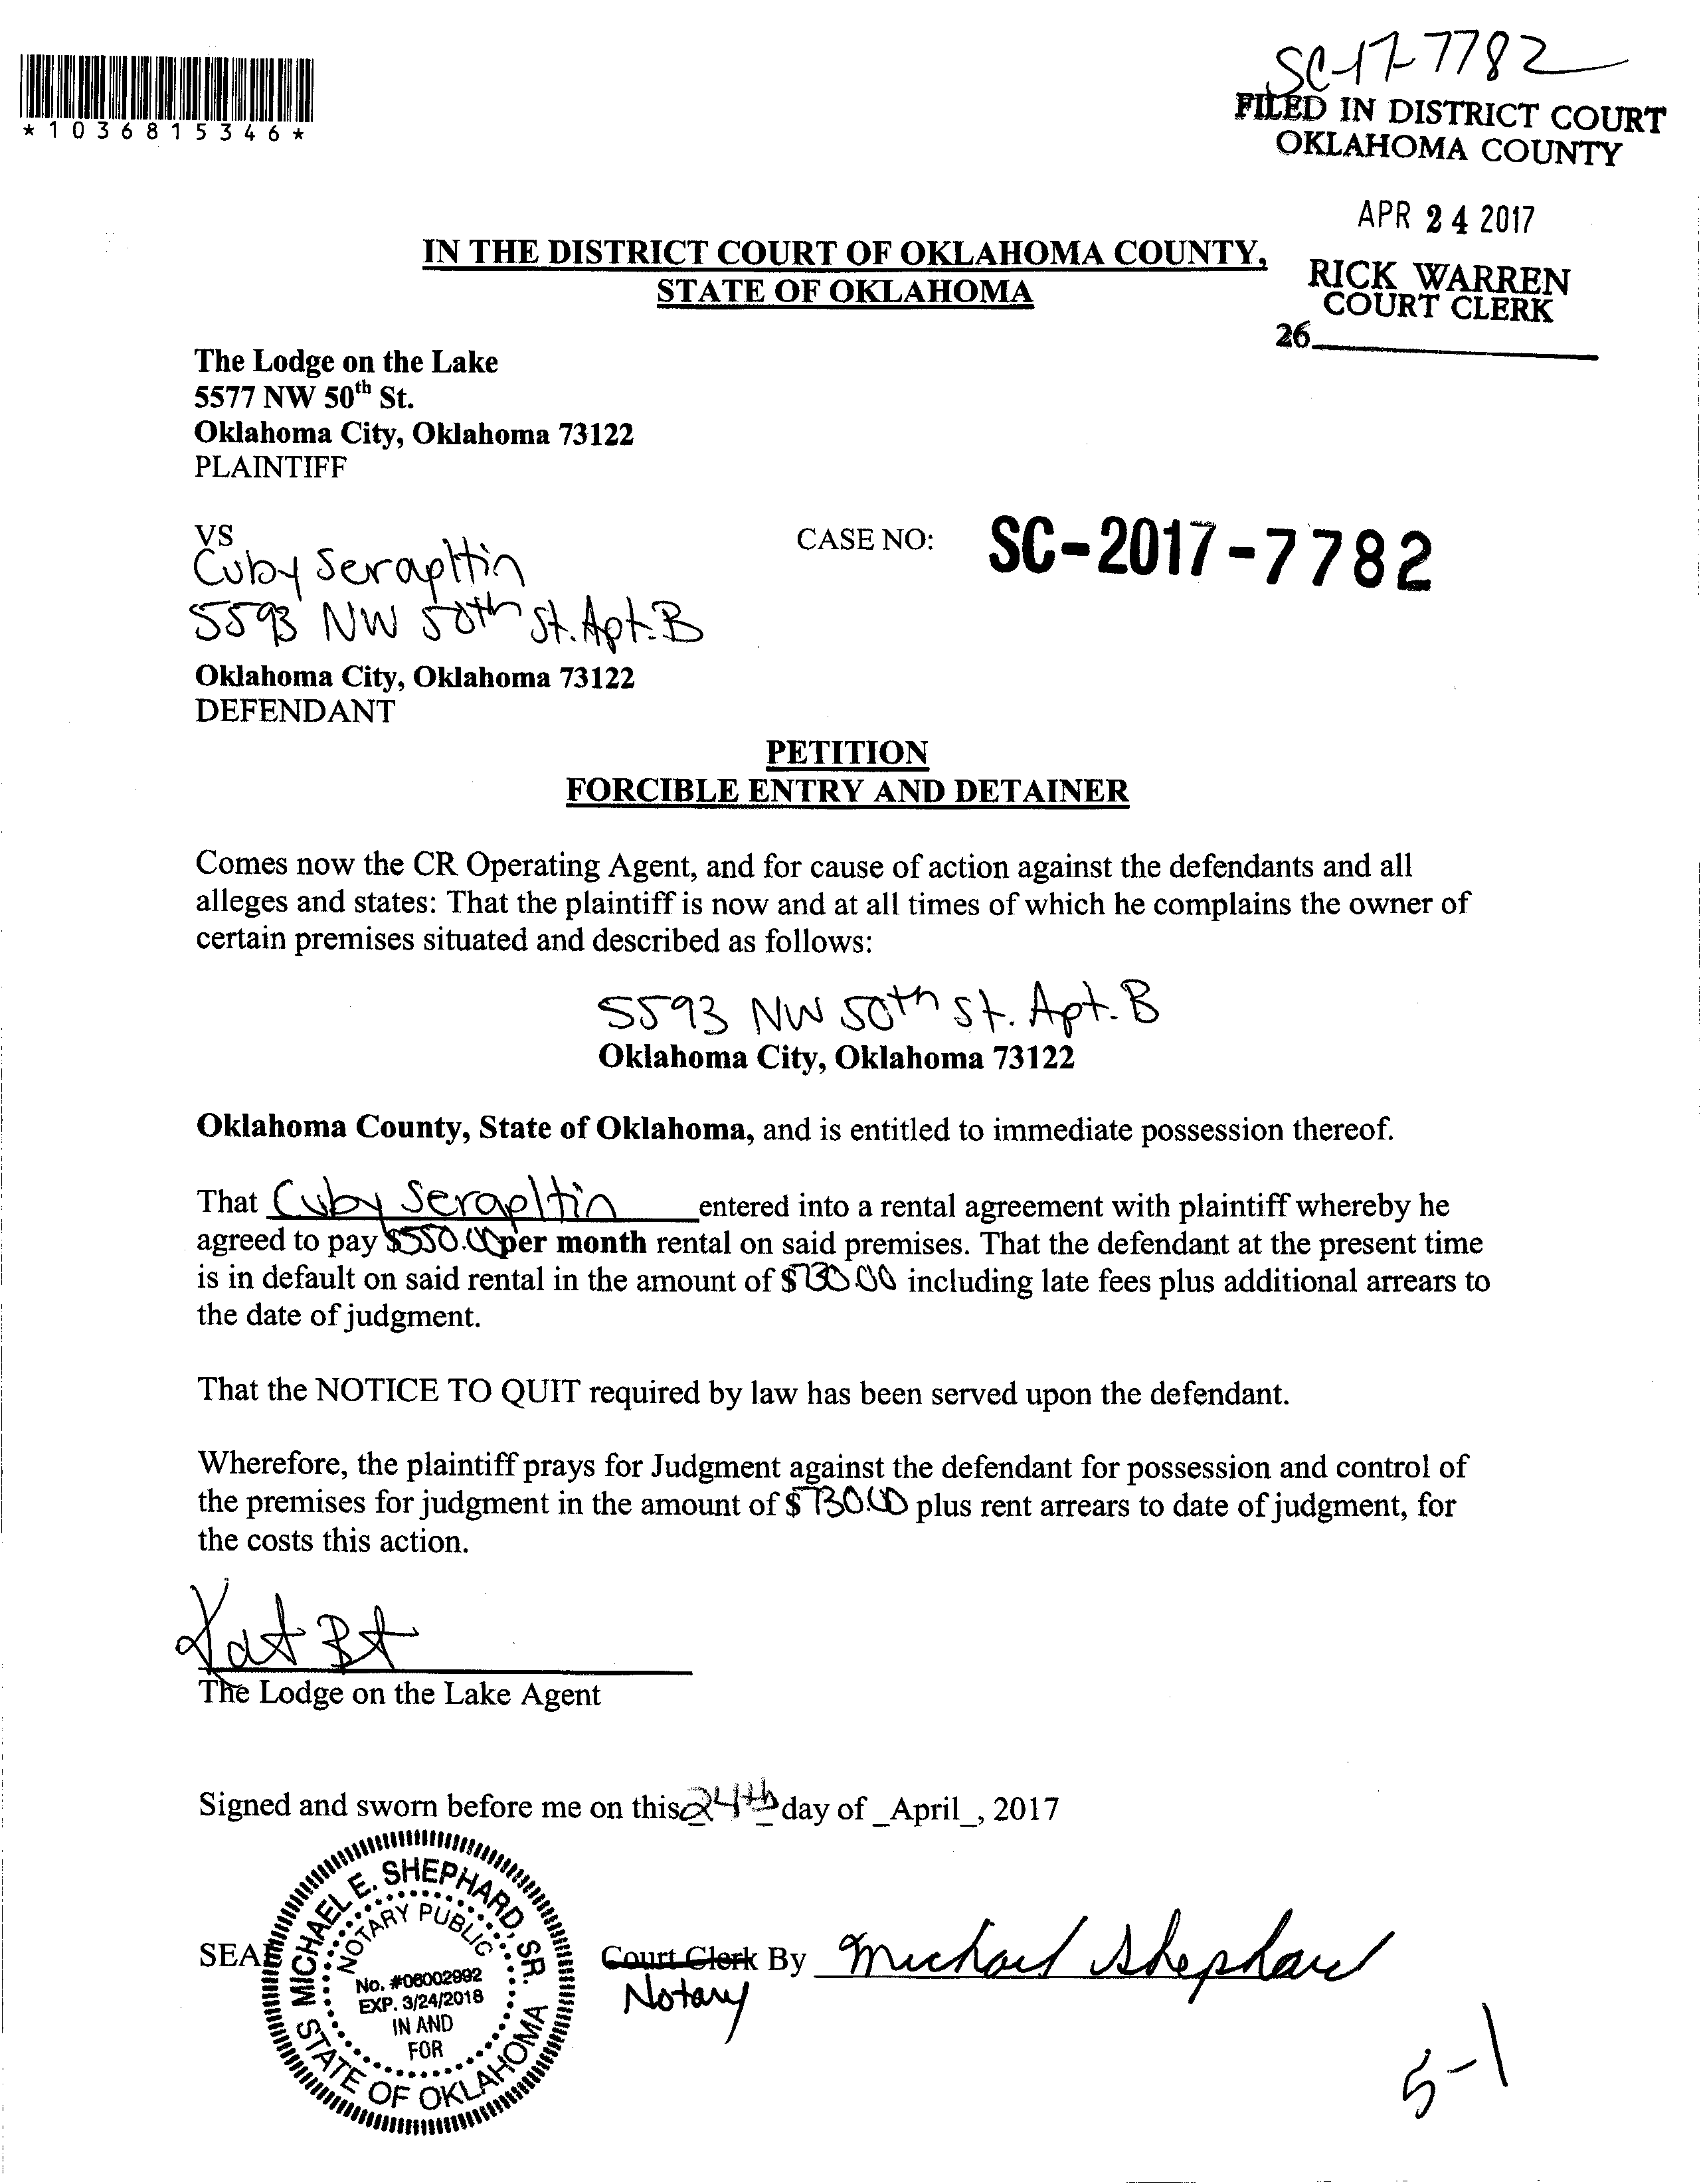 SC-17-7782
*1036815346*
FILED IN DISTRICT COURT
OKLAHOMA COUNTY
APR 24 2017
RICK WARREN
COURT CLERK
26
IN THE DISTRICT COURT OF OKLAHOMA COUNTY,
STATE OF OKLAHOMA
The Lodge on the Lake
5577 NW 50th St.
Oklahoma City, Oklahoma 73122
PLAINTIFF
VS
CASE NO: SC-2017-7782
Cuby Serapltin
5593 NW 50th St. Apt. B
Oklahoma City, Oklahoma 73122
DEFENDANT
PETITION
FORCIBLE ENTRY AND DETAINER
Comes now the CR Operating Agent, and for cause of action against the defendants and all
alleges and states: That the plaintiff is now and at all times of which he complains the owner of
certain premises situated and described as follows:
5593 NW 50th St. Apt. B
Oklahoma City, Oklahoma 73122
Oklahoma County, State of Oklahoma, and is entitled to immediate possession thereof.
That Cuby Serapltin entered into a rental agreement with plaintiff whereby he
agreed to pay $550.00 per month rental on said premises. That the defendant at the present time
is in default on said rental in the amount of $730.00 including late fees plus additional arrears to
the date of judgment.
That the NOTICE TO QUIT required by law has been served upon the defendant.
Wherefore, the plaintiff prays for Judgment against the defendant for possession and control of
the premises for judgment in the amount of $730.00 plus rent arrears to date of judgment, for
the costs this action.
The Lodge on the Lake Agent
Signed and sworn before me on this 24th day of _April_, 2017
MICHAEL E. SHEPHARD, SR.
NOTARY PUBLIC
No. #06002992
EXP. 3/24/2018
IN AND
FOR
STATE OF OKLAHOMA
SEAL
Court Clerk By Michael Shephard
Notary
5-1